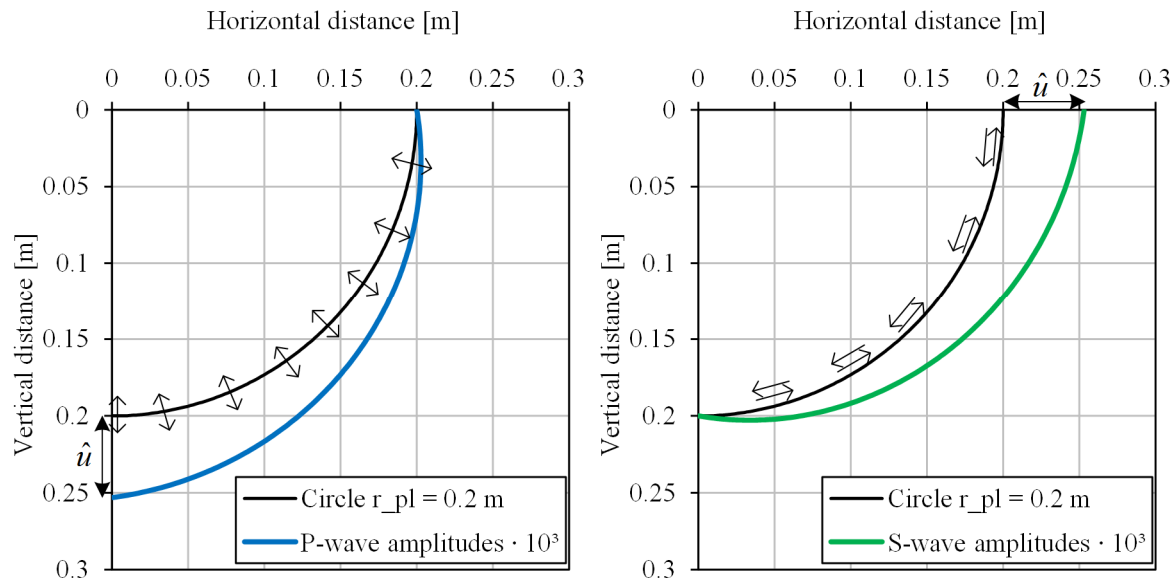 Horizontal distance [m]
0 0.05 0.1 0.15 0.2 0.25 0.3
0
0.05
0.1
0.15
0.2
0.25
0.3
Vertical distance [m]
û
Circle r_pl = 0.2 m
P-wave amplitudes · 10³
Horizontal distance [m]
0 0.05 0.1 0.15 0.2 0.25 0.3
û
0
0.05
0.1
0.15
0.2
0.25
0.3
Vertical distance [m]
Circle r_pl = 0.2 m
S-wave amplitudes · 10³